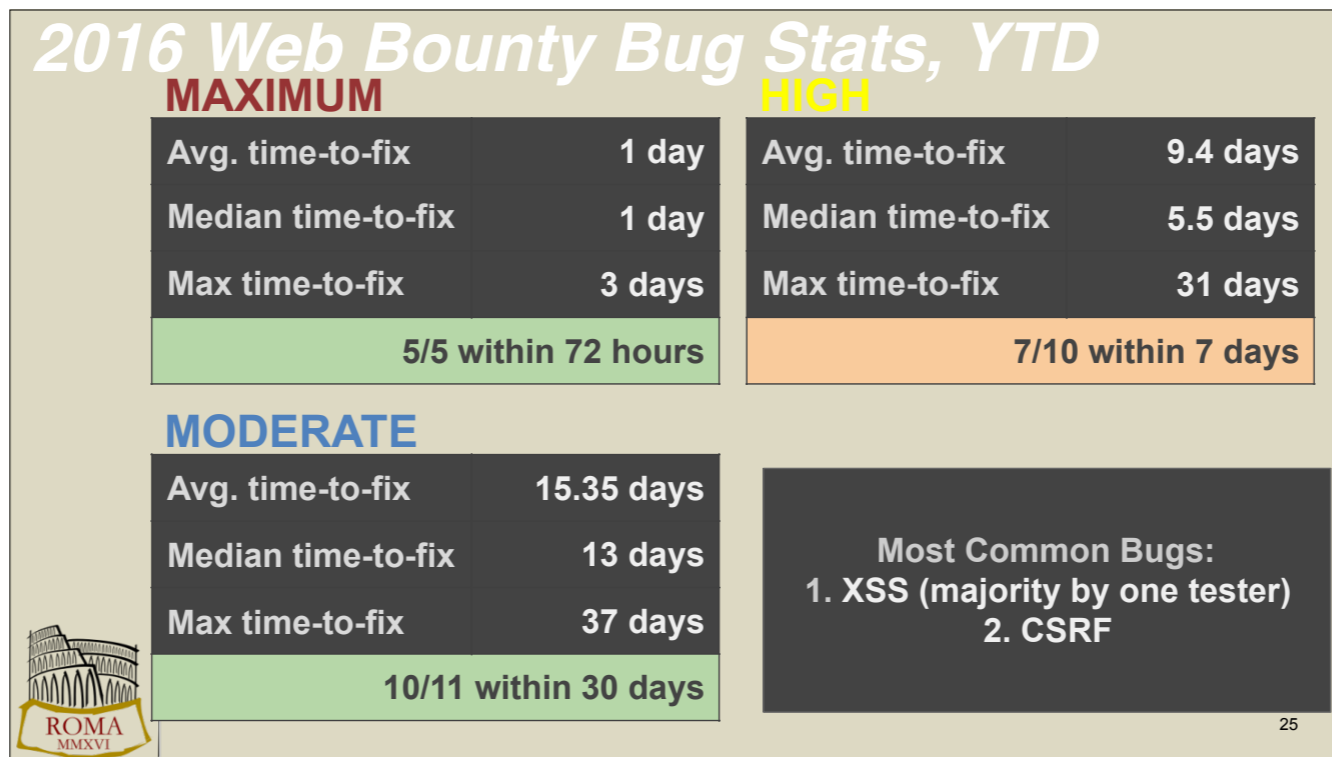 2016 Web Bounty Bug Stats, YTD
MAXIMUM
Avg. time-to-fix 1 day
Median time-to-fix 1 day
Max time-to-fix 3 days
5/5 within 72 hours
HIGH
Avg. time-to-fix 9.4 days
Median time-to-fix 5.5 days
Max time-to-fix 31 days
7/10 within 7 days
MODERATE
Avg. time-to-fix 15.35 days
Median time-to-fix 13 days
Max time-to-fix 37 days
10/11 within 30 days
Most Common Bugs:
1. XSS (majority by one tester)
2. CSRF
ROMA
MMXVI
25